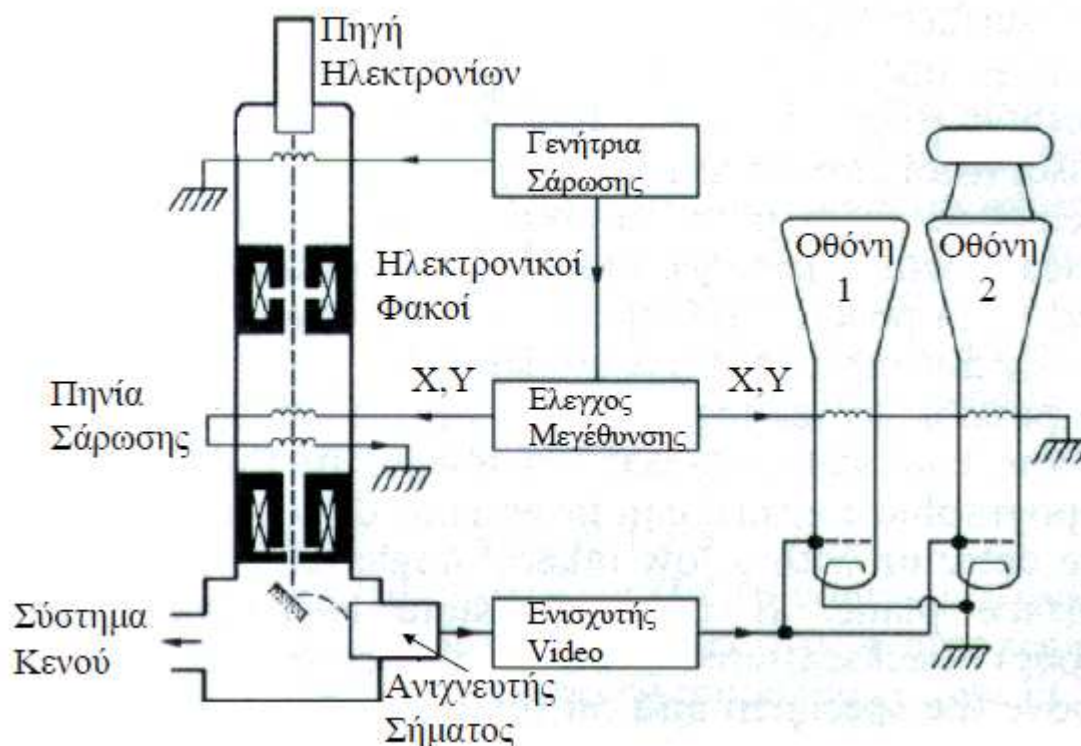 Πηγή
Ηλεκτρονίων
Γενήτρια
Σάρωσης
Ηλεκτρονικοί
Φακοί
Οθόνη
1
Οθόνη
2
Πηνία
Σάρωσης
X,Y
Ελεγχος
Μεγέθυνσης
X,Y
Σύστημα
Κενού
Ενισχυτής
Video
Ανιχνευτής
Σήματος